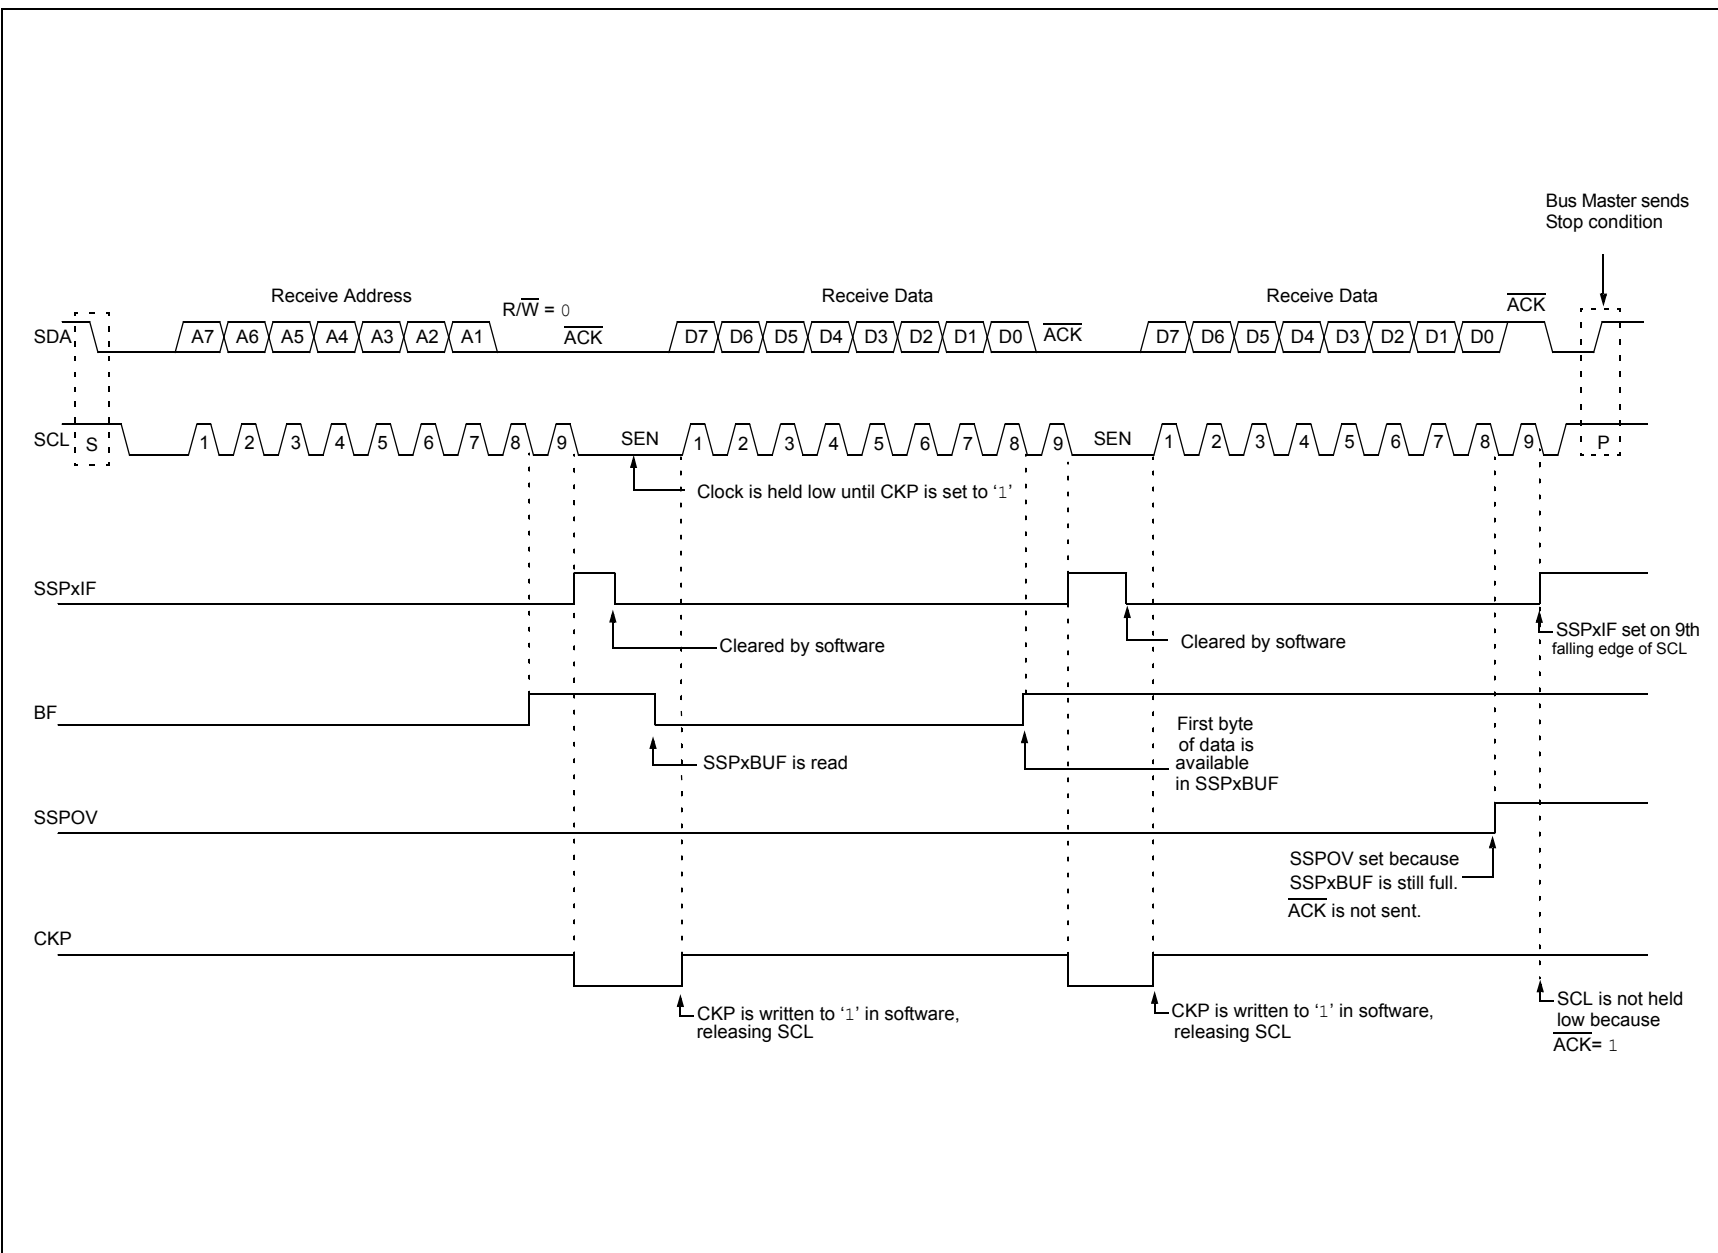 Bus Master sends
Stop condition
Receive Address
Receive Data
Receive Data
R/W̅ = 0
A̅C̅K̅
A̅C̅K̅
A̅C̅K̅
SDA
A7 A6 A5 A4 A3 A2 A1
D7 D6 D5 D4 D3 D2 D1 D0
D7 D6 D5 D4 D3 D2 D1 D0
SCL
S
1 2 3 4 5 6 7 8 9
SEN
1 2 3 4 5 6 7 8 9
SEN
1 2 3 4 5 6 7 8 9
P
Clock is held low until CKP is set to ‘1’
SSPxIF
Cleared by software
Cleared by software
SSPxIF set on 9th
falling edge of SCL
BF
SSPxBUF is read
First byte
of data is
available
in SSPxBUF
SSPOV
SSPOV set because
SSPxBUF is still full.
A̅C̅K̅ is not sent.
CKP
CKP is written to ‘1’ in software,
releasing SCL
CKP is written to ‘1’ in software,
releasing SCL
SCL is not held
low because
A̅C̅K̅= 1